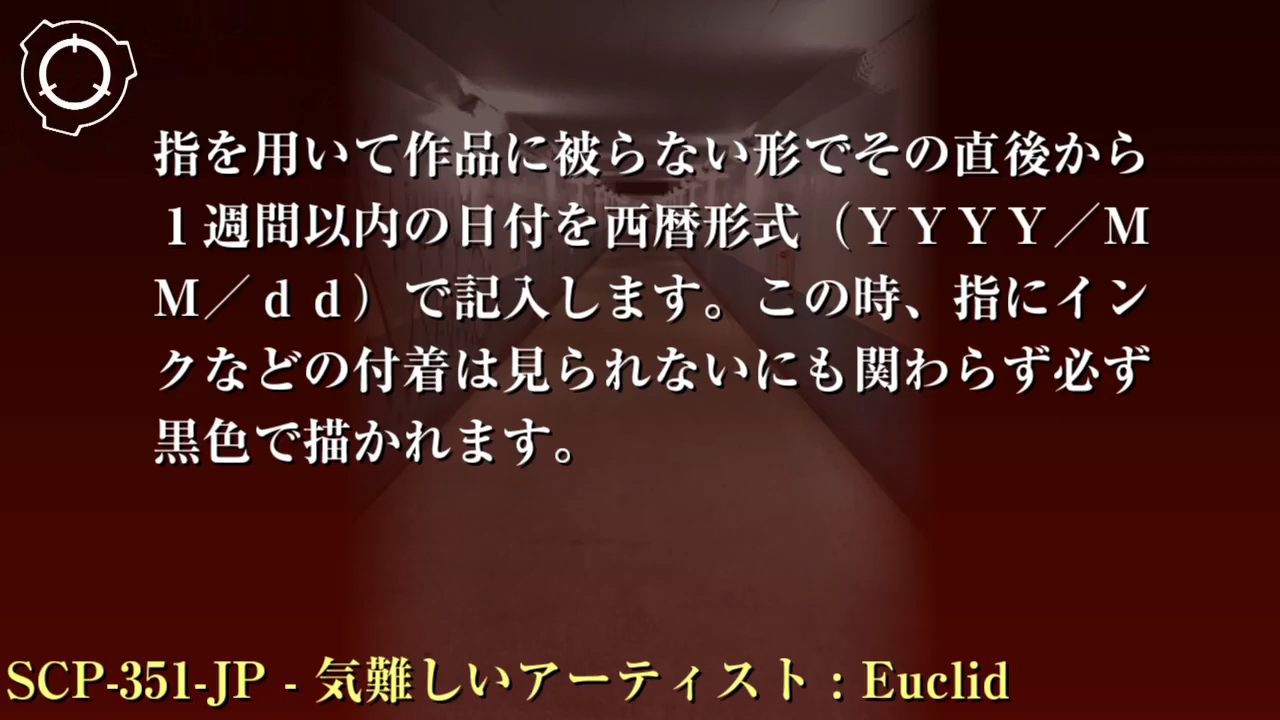 指を用いて作品に被らない形でその直後から
１週間以内の日付を西暦形式（ＹＹＹＹ／Ｍ
Ｍ／ｄｄ）で記入します。この時、指にイン
クなどの付着は見られないにも関わらず必ず
黒色で描かれます。
SCP-351-JP - 気難しいアーティスト : Euclid